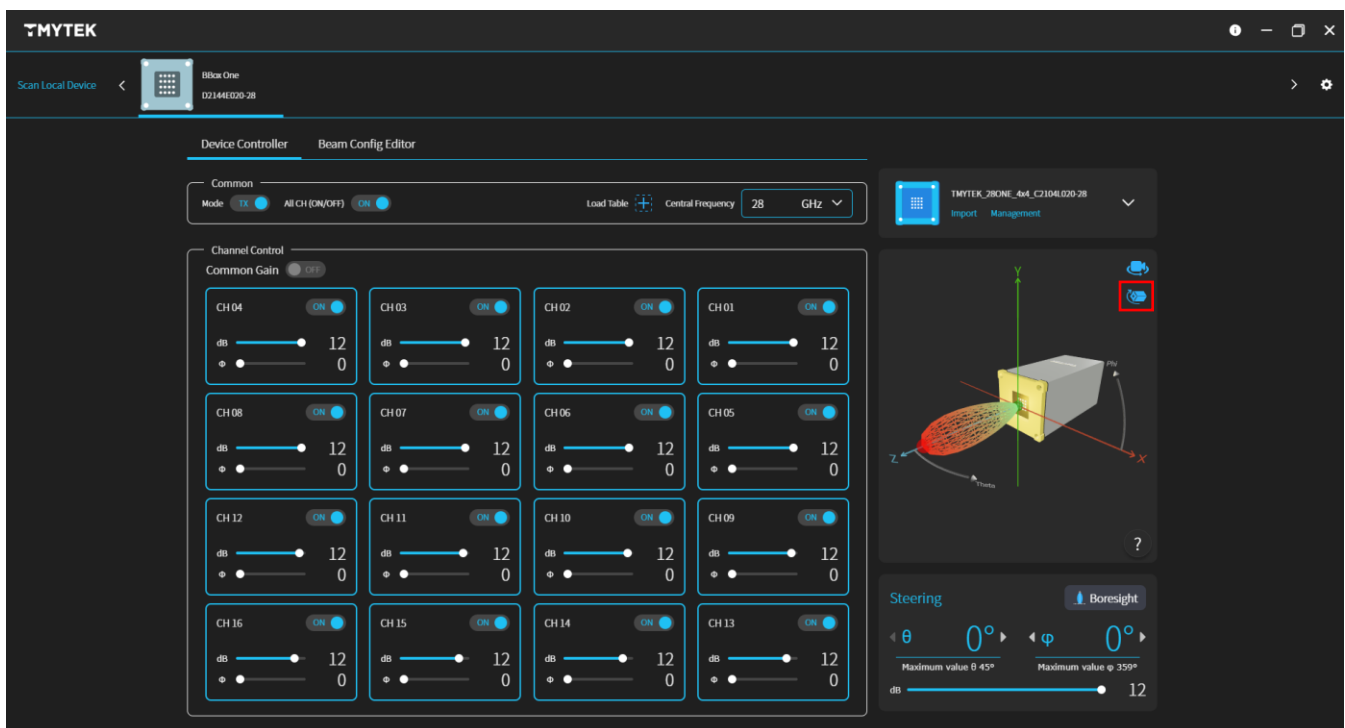 TMYTEK
Scan Local Device
BBox One
D2144E020-28
Device Controller Beam Config Editor
Common
Mode TX All CH (ON/OFF) ON Load Table Central Frequency 28 GHz
TMYTEK_28ONE_4x4_C2104L020-28
Import Management
Channel Control
Common Gain OFF
CH 04 ON CH 03 ON CH 02 ON CH 01 ON
dB 12 dB 12 dB 12 dB 12
Φ 0 Φ 0 Φ 0 Φ 0
CH 08 ON CH 07 ON CH 06 ON CH 05 ON
dB 12 dB 12 dB 12 dB 12
Φ 0 Φ 0 Φ 0 Φ 0
CH 12 ON CH 11 ON CH 10 ON CH 09 ON
dB 12 dB 12 dB 12 dB 12
Φ 0 Φ 0 Φ 0 Φ 0
CH 16 ON CH 15 ON CH 14 ON CH 13 ON
dB 12 dB 12 dB 12 dB 12
Φ 0 Φ 0 Φ 0 Φ 0
Y
Phi
Z
X
Theta
?
Steering Boresight
θ 0° φ 0°
Maximum value θ 45° Maximum value φ 359°
dB 12